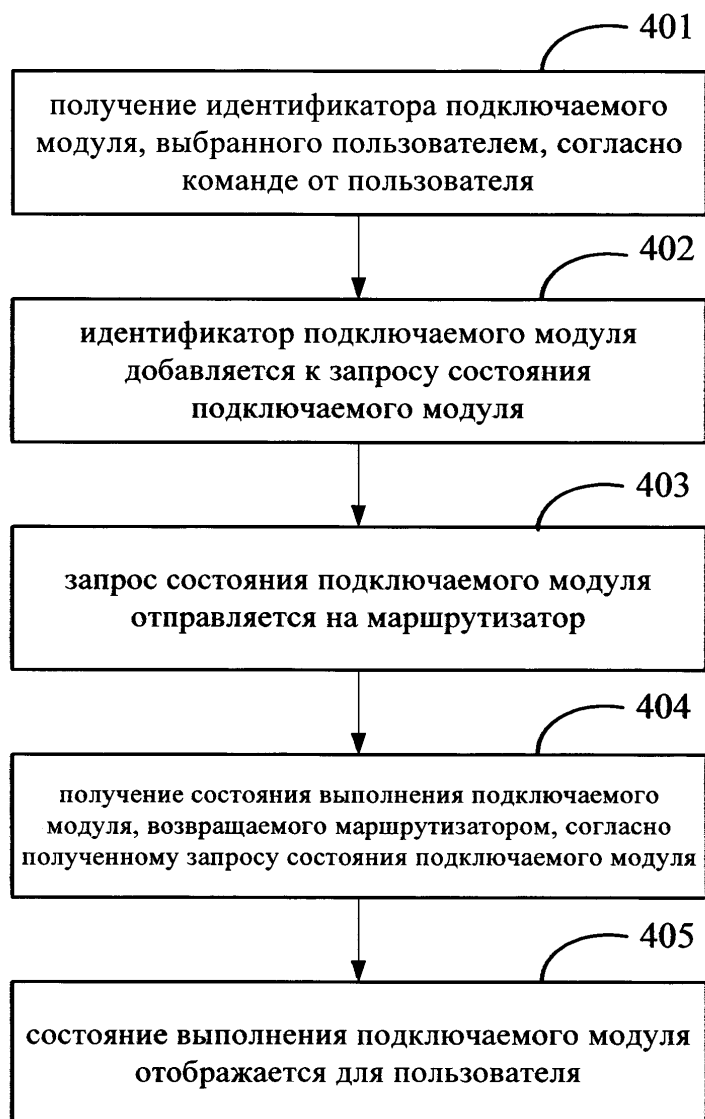 401
получение идентификатора подключаемого
модуля, выбранного пользователем, согласно
команде от пользователя
402
идентификатор подключаемого модуля
добавляется к запросу состояния
подключаемого модуля
403
запрос состояния подключаемого модуля
отправляется на маршрутизатор
404
получение состояния выполнения подключаемого
модуля, возвращаемого маршрутизатором, согласно
полученному запросу состояния подключаемого модуля
405
состояние выполнения подключаемого модуля
отображается для пользователя